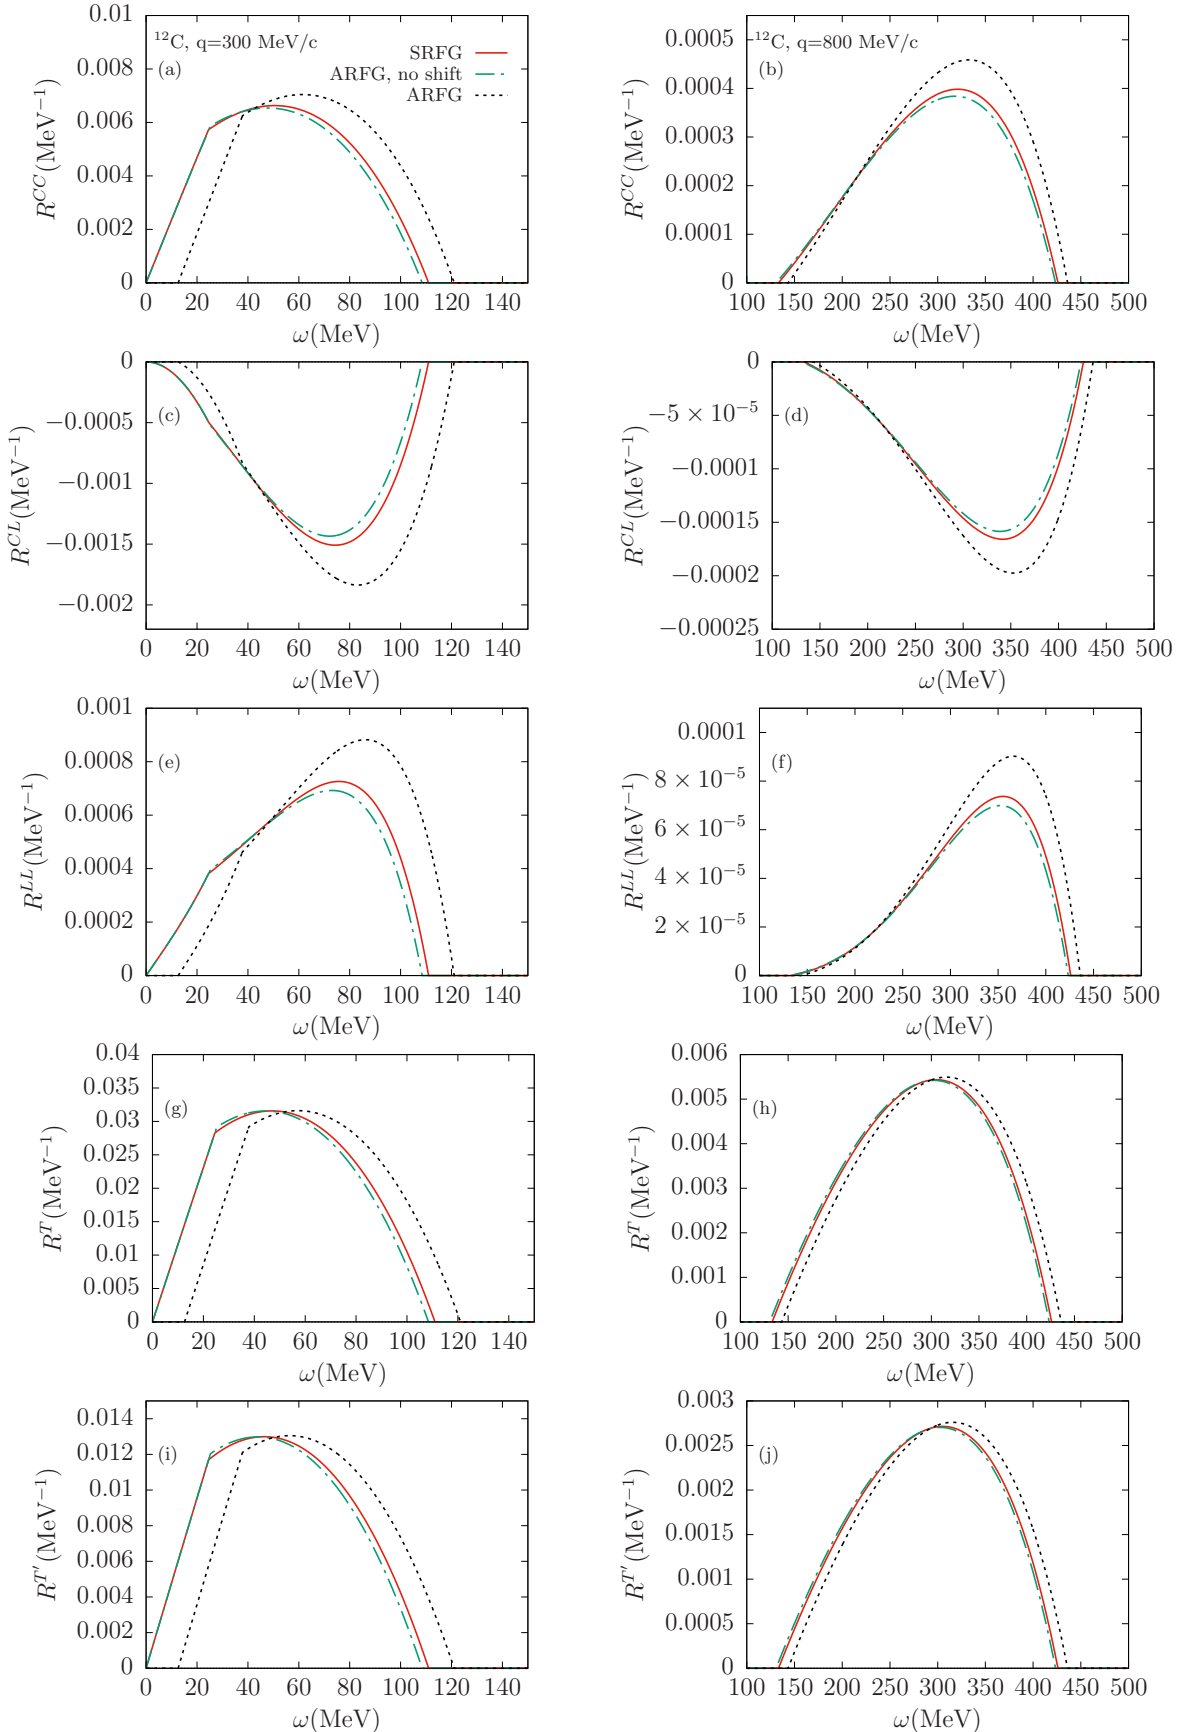 0.01
0.008
0.006
0.004
0.002
0
R^{CC}(MeV^{−1})
¹²C, q=300 MeV/c
(a)
SRFG
ARFG, no shift
ARFG
0 20 40 60 80 100 120 140
ω(MeV)
0.0005
0.0004
0.0003
0.0002
0.0001
0
R^{CC}(MeV^{−1})
¹²C, q=800 MeV/c
(b)
100 150 200 250 300 350 400 450 500
ω(MeV)
0
−0.0005
−0.001
−0.0015
−0.002
R^{CL}(MeV^{−1})
(c)
0 20 40 60 80 100 120 140
ω(MeV)
0
−5 × 10^{−5}
−0.0001
−0.00015
−0.0002
−0.00025
R^{CL}(MeV^{−1})
(d)
100 150 200 250 300 350 400 450 500
ω(MeV)
0.001
0.0008
0.0006
0.0004
0.0002
0
R^{LL}(MeV^{−1})
(e)
0 20 40 60 80 100 120 140
ω(MeV)
0.0001
8 × 10^{−5}
6 × 10^{−5}
4 × 10^{−5}
2 × 10^{−5}
0
R^{LL}(MeV^{−1})
(f)
100 150 200 250 300 350 400 450 500
ω(MeV)
0.04
0.035
0.03
0.025
0.02
0.015
0.01
0.005
0
R^{T}(MeV^{−1})
(g)
0 20 40 60 80 100 120 140
ω(MeV)
0.006
0.005
0.004
0.003
0.002
0.001
0
R^{T}(MeV^{−1})
(h)
100 150 200 250 300 350 400 450 500
ω(MeV)
0.014
0.012
0.01
0.008
0.006
0.004
0.002
0
R^{T′}(MeV^{−1})
(i)
0 20 40 60 80 100 120 140
ω(MeV)
0.003
0.0025
0.002
0.0015
0.001
0.0005
0
R^{T′}(MeV^{−1})
(j)
100 150 200 250 300 350 400 450 500
ω(MeV)